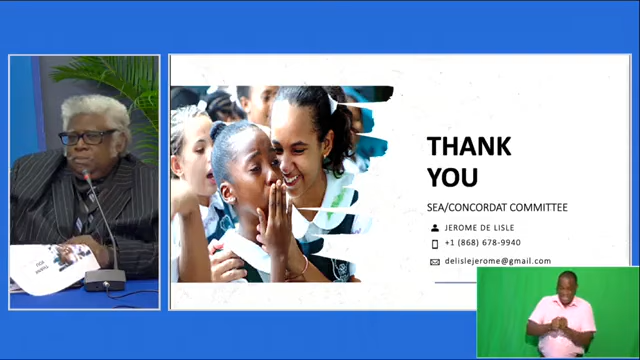 THANK
YOU
SEA/CONCORDAT COMMITTEE
JEROME DE LISLE
+1 (868) 678-9940
delislejerome@gmail.com